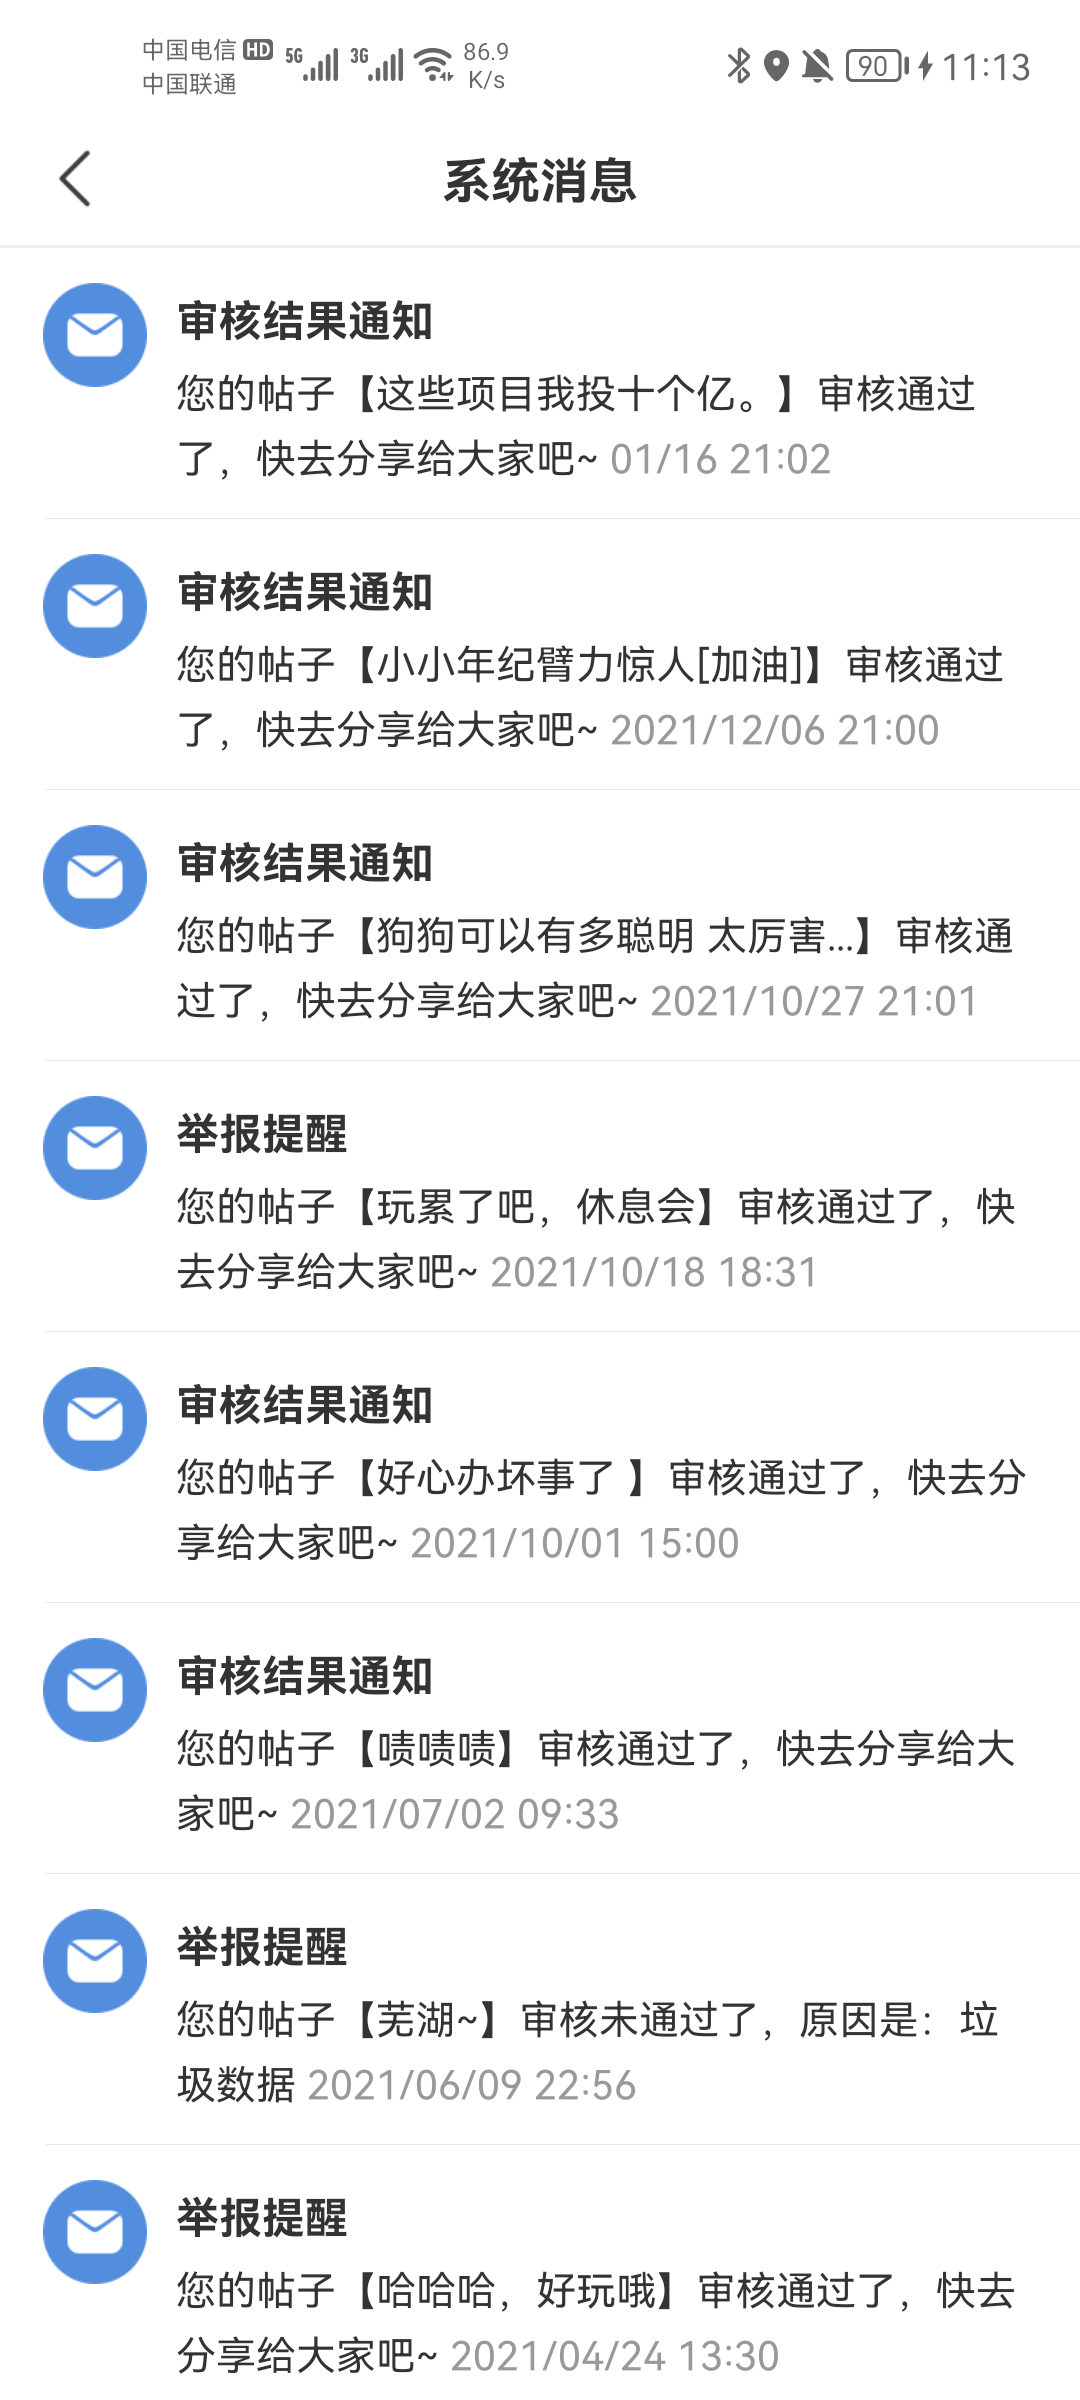 中国电信 HD 5G 3G 86.9 K/s 90 11:13
中国联通
系统消息
审核结果通知
您的帖子【这些项目我投十个亿。】审核通过
了，快去分享给大家吧~ 01/16 21:02
审核结果通知
您的帖子【小小年纪臂力惊人[加油]】审核通过
了，快去分享给大家吧~ 2021/12/06 21:00
审核结果通知
您的帖子【狗狗可以有多聪明 太厉害...】审核通
过了，快去分享给大家吧~ 2021/10/27 21:01
举报提醒
您的帖子【玩累了吧，休息会】审核通过了，快
去分享给大家吧~ 2021/10/18 18:31
审核结果通知
您的帖子【好心办坏事了 】审核通过了，快去分
享给大家吧~ 2021/10/01 15:00
审核结果通知
您的帖子【啧啧啧】审核通过了，快去分享给大
家吧~ 2021/07/02 09:33
举报提醒
您的帖子【芜湖~】审核未通过了，原因是：垃
圾数据 2021/06/09 22:56
举报提醒
您的帖子【哈哈哈，好玩哦】审核通过了，快去
分享给大家吧~ 2021/04/24 13:30